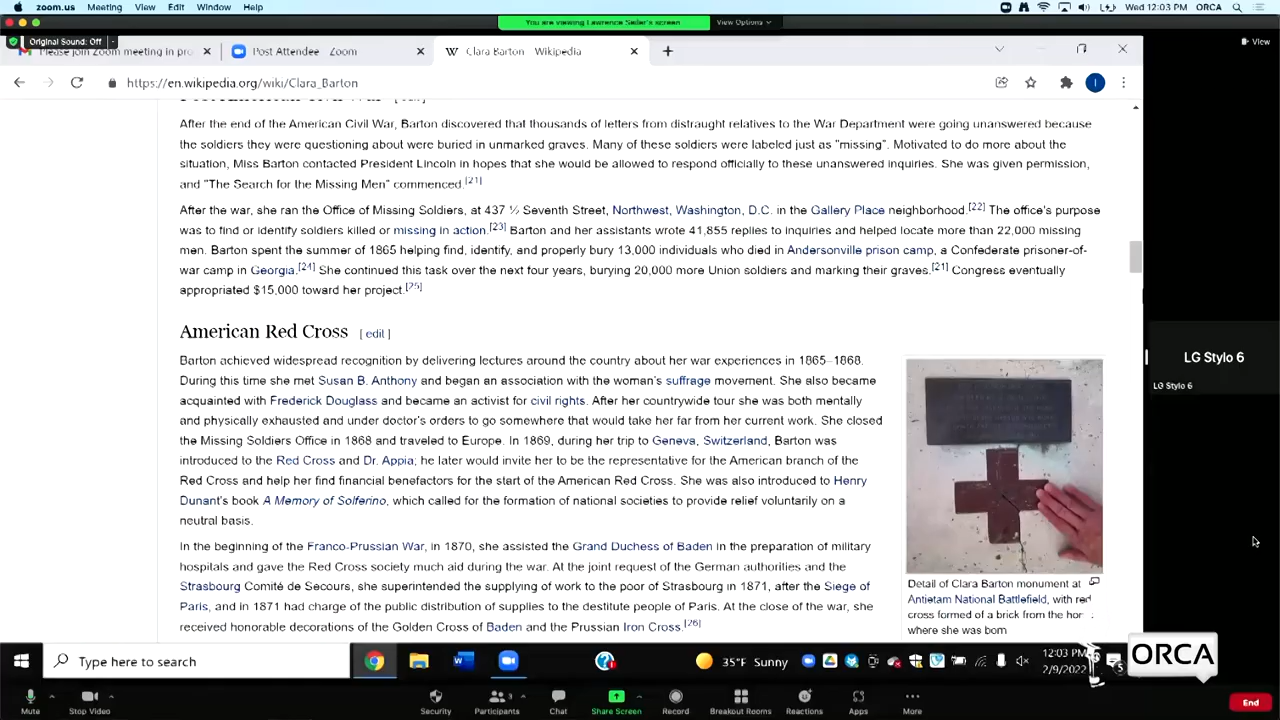 zoom.us Meeting View Edit Window Help
Wed 12:03 PM ORCA
You are viewing Lawrence Seiler's screen View Options
Original Sound: Off
View
Please join Zoom meeting in pro
Post Attendee Zoom
W Clara Barton Wikipedia
https://en.wikipedia.org/wiki/Clara_Barton
After the end of the American Civil War, Barton discovered that thousands of letters from distraught relatives to the War Department were going unanswered because
the soldiers they were questioning about were buried in unmarked graves. Many of these soldiers were labeled just as "missing". Motivated to do more about the
situation, Miss Barton contacted President Lincoln in hopes that she would be allowed to respond officially to these unanswered inquiries. She was given permission,
and "The Search for the Missing Men" commenced.[21]
After the war, she ran the Office of Missing Soldiers, at 437 ½ Seventh Street, Northwest, Washington, D.C. in the Gallery Place neighborhood.[22] The office's purpose
was to find or identify soldiers killed or missing in action.[23] Barton and her assistants wrote 41,855 replies to inquiries and helped locate more than 22,000 missing
men. Barton spent the summer of 1865 helping find, identify, and properly bury 13,000 individuals who died in Andersonville prison camp, a Confederate prisoner-of-
war camp in Georgia.[24] She continued this task over the next four years, burying 20,000 more Union soldiers and marking their graves.[21] Congress eventually
appropriated $15,000 toward her project.[25]
American Red Cross [ edit ]
Barton achieved widespread recognition by delivering lectures around the country about her war experiences in 1865–1868.
During this time she met Susan B. Anthony and began an association with the woman's suffrage movement. She also became
acquainted with Frederick Douglass and became an activist for civil rights. After her countrywide tour she was both mentally
and physically exhausted and under doctor's orders to go somewhere that would take her far from her current work. She closed
the Missing Soldiers Office in 1868 and traveled to Europe. In 1869, during her trip to Geneva, Switzerland, Barton was
introduced to the Red Cross and Dr. Appia; he later would invite her to be the representative for the American branch of the
Red Cross and help her find financial benefactors for the start of the American Red Cross. She was also introduced to Henry
Dunant's book A Memory of Solferino, which called for the formation of national societies to provide relief voluntarily on a
neutral basis.
In the beginning of the Franco-Prussian War, in 1870, she assisted the Grand Duchess of Baden in the preparation of military
hospitals and gave the Red Cross society much aid during the war. At the joint request of the German authorities and the
Strasbourg Comité de Secours, she superintended the supplying of work to the poor of Strasbourg in 1871, after the Siege of
Paris, and in 1871 had charge of the public distribution of supplies to the destitute people of Paris. At the close of the war, she
received honorable decorations of the Golden Cross of Baden and the Prussian Iron Cross.[26]
Detail of Clara Barton monument at
Antietam National Battlefield, with red
cross formed of a brick from the
where she was born
LG Stylo 6
LG Stylo 6
Type here to search
35°F Sunny
12:03 PM
2/9/2022
5
ORCA
Mute
Stop Video
Security
Participants 3
Chat
Share Screen
Record
Breakout Rooms
Reactions
Apps
More
End